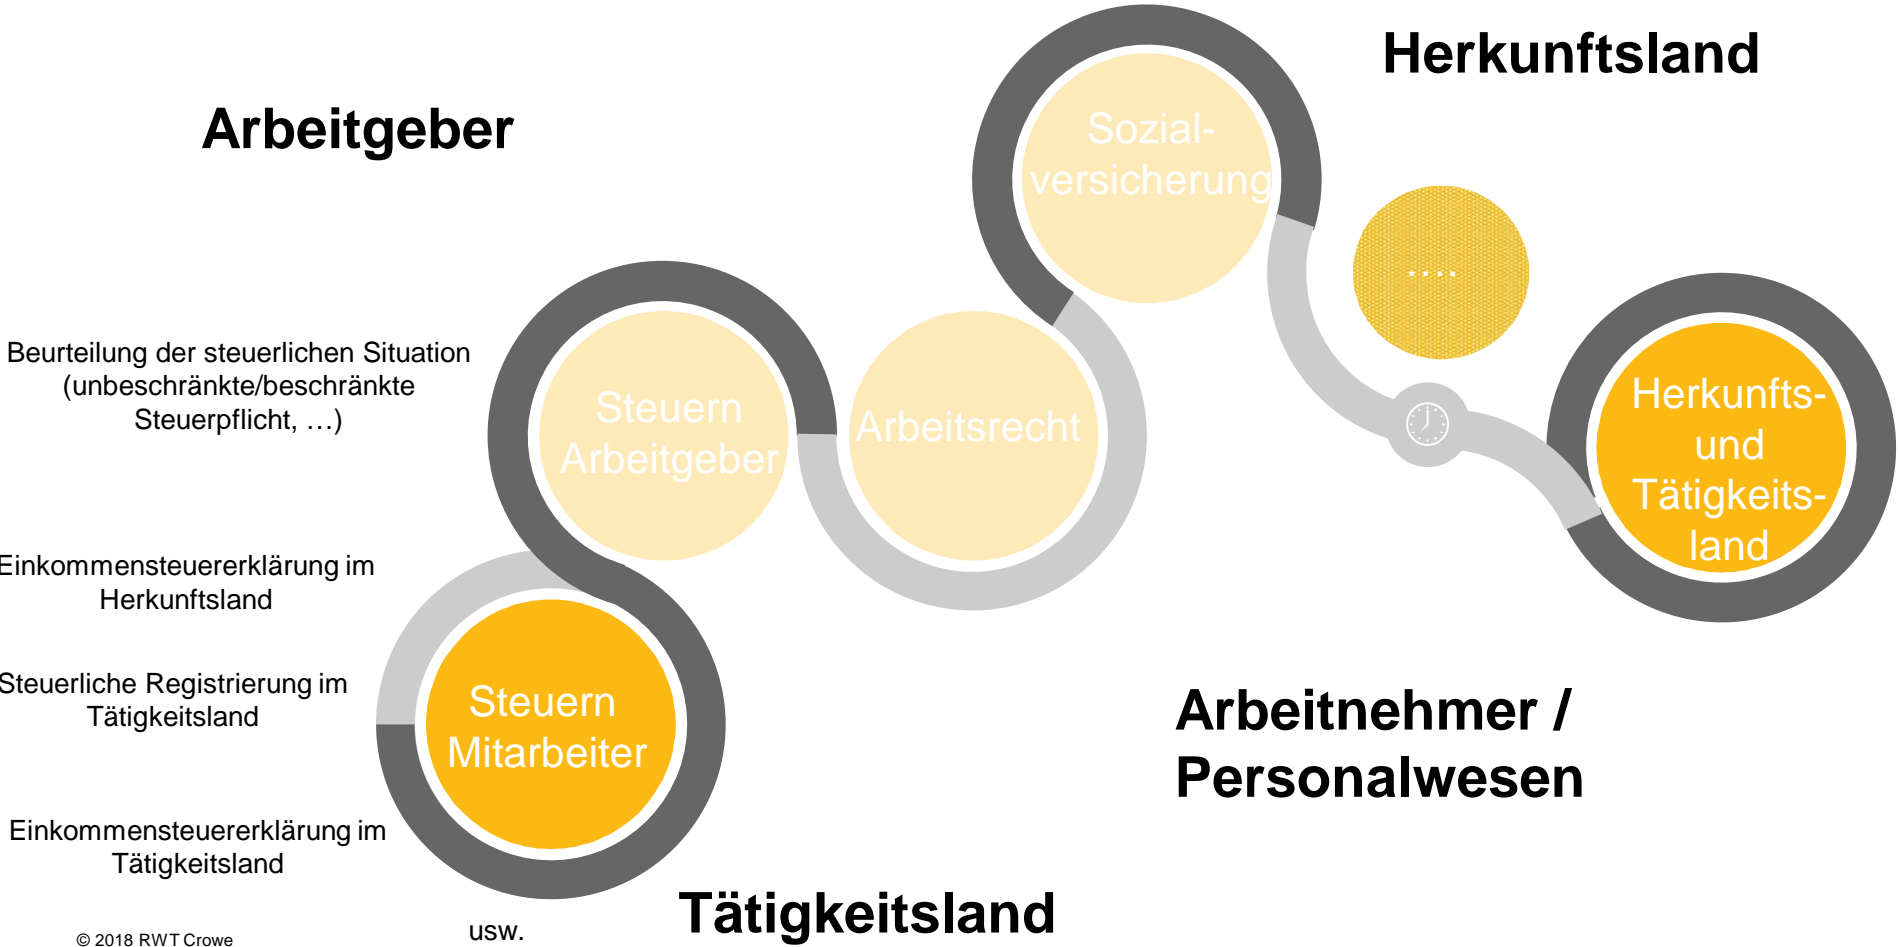 Herkunftsland
Arbeitgeber
Sozial-
versicherung
....
Beurteilung der steuerlichen Situation
(unbeschränkte/beschränkte
Steuerpflicht, …)
Steuern
Arbeitgeber
Arbeitsrecht
Herkunfts-
und
Tätigkeits-
land
Einkommensteuererklärung im
Herkunftsland
Steuerliche Registrierung im
Tätigkeitsland
Steuern
Mitarbeiter
Arbeitnehmer /
Personalwesen
Einkommensteuererklärung im
Tätigkeitsland
Tätigkeitsland
usw.
© 2018 RWT Crowe